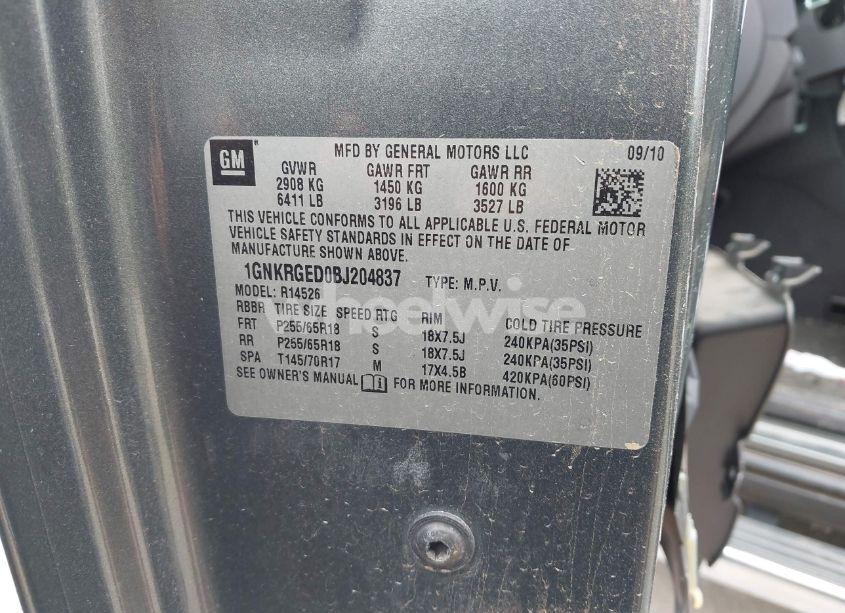 GM
MFD BY GENERAL MOTORS LLC 09/10
GVWR GAWR FRT GAWR RR
2908 KG 1450 KG 1600 KG
6411 LB 3196 LB 3527 LB
THIS VEHICLE CONFORMS TO ALL APPLICABLE U.S. FEDERAL MOTOR
VEHICLE SAFETY STANDARDS IN EFFECT ON THE DATE OF
MANUFACTURE SHOWN ABOVE.
1GNKRGED0BJ204837 TYPE: M.P.V.
MODEL: R14526
RBBR TIRE SIZE SPEED RTG RIM COLD TIRE PRESSURE
FRT P255/65R18 S 18X7.5J 240KPA(35PSI)
RR P255/65R18 S 18X7.5J 240KPA(35PSI)
SPA T145/70R17 M 17X4.5B 420KPA(60PSI)
SEE OWNER'S MANUAL FOR MORE INFORMATION.
wheelwise